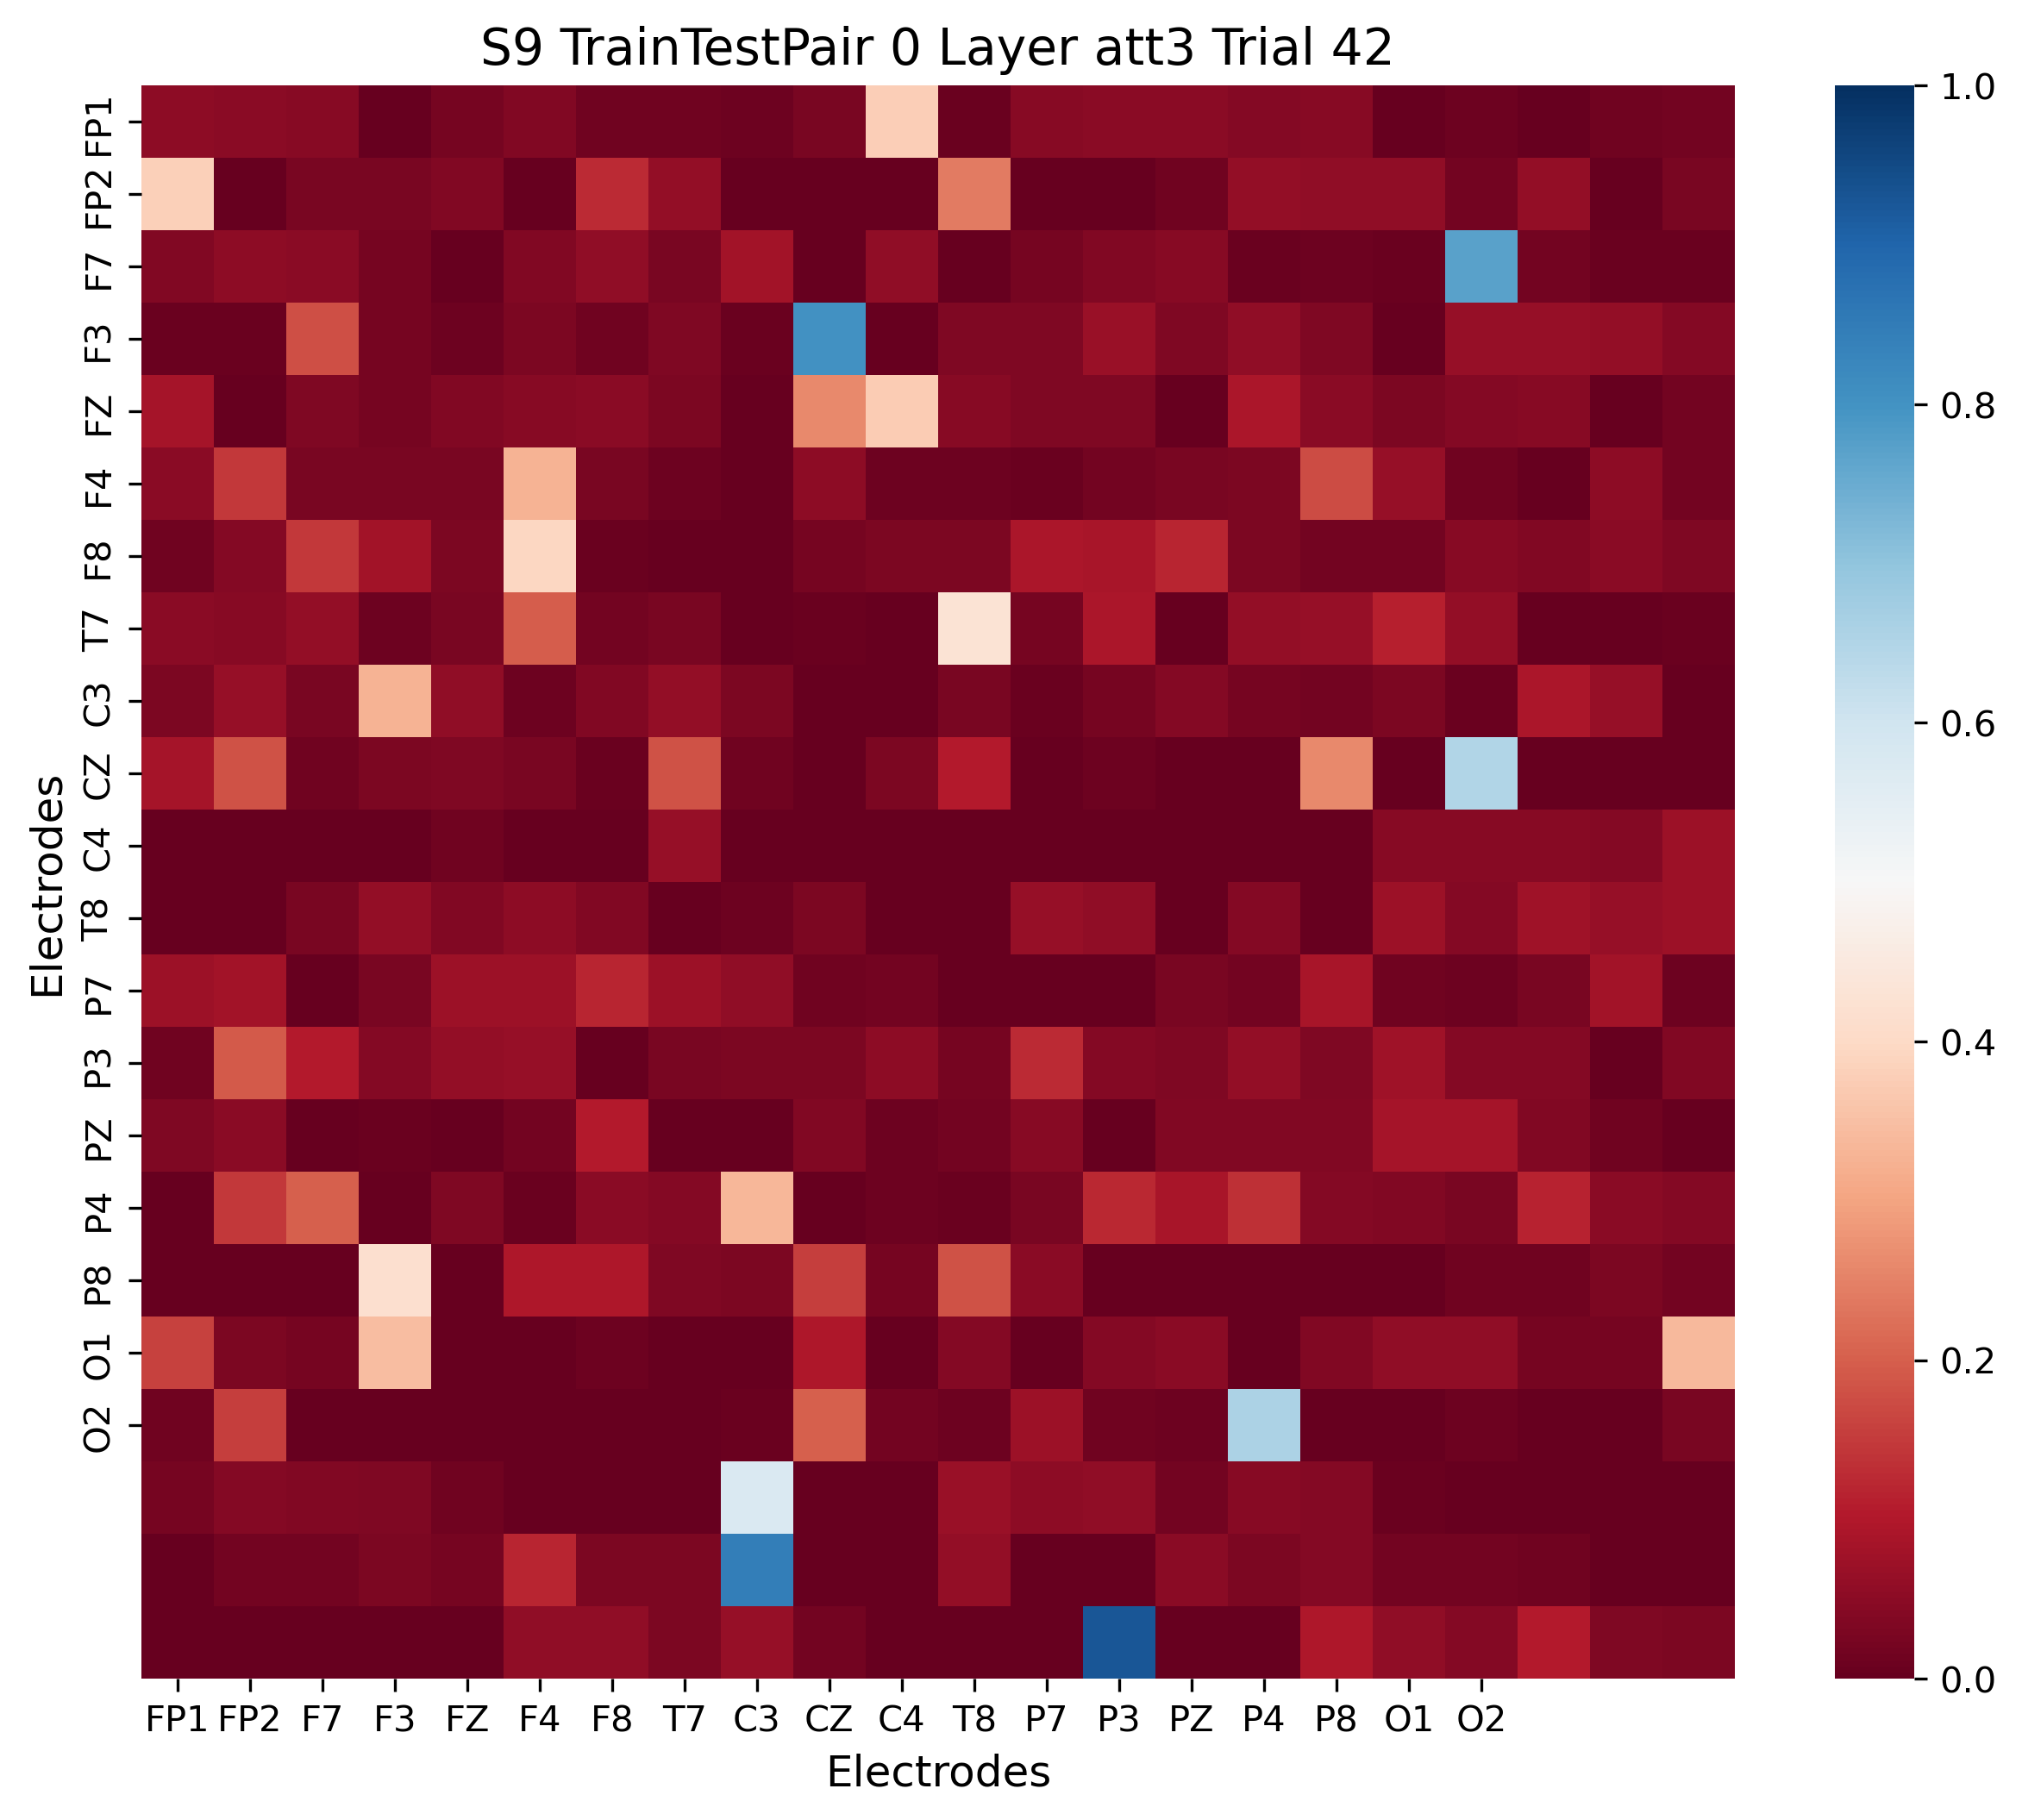 S9 TrainTestPair 0 Layer att3 Trial 42
Electrodes
FP1
FP2
F7
F3
FZ
F4
F8
T7
C3
CZ
C4
T8
P7
P3
PZ
P4
P8
O1
O2
FP1 FP2 F7 F3 FZ F4 F8 T7 C3 CZ C4 T8 P7 P3 PZ P4 P8 O1 O2
Electrodes
1.0
0.8
0.6
0.4
0.2
0.0